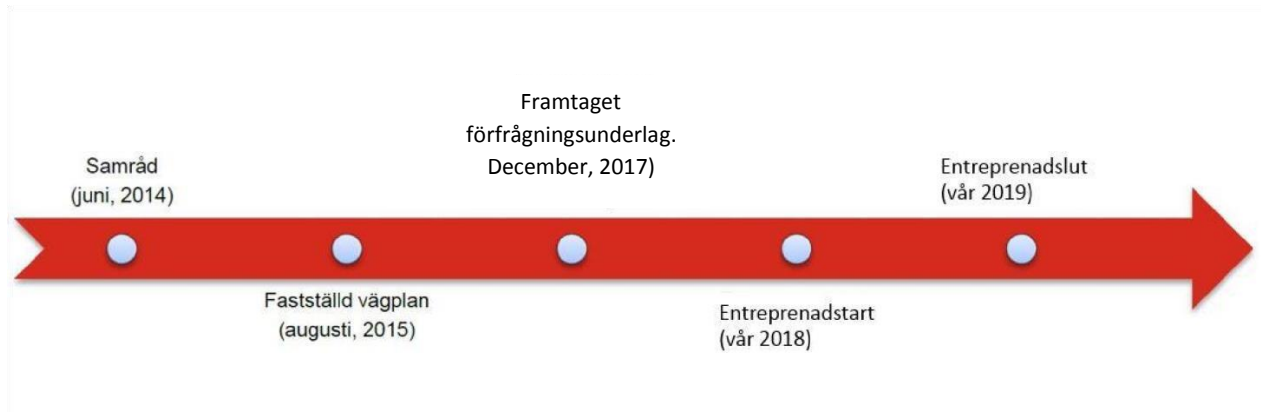 Samråd
(juni, 2014)
Fastställd vägplan
(augusti, 2015)
Framtaget
förfrågningsunderlag.
December, 2017)
Entreprenadstart
(vår 2018)
Entreprenadslut
(vår 2019)